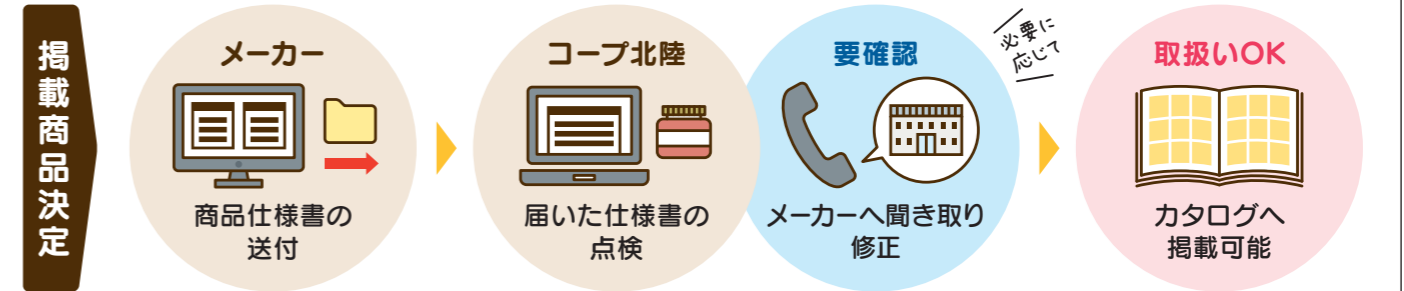 掲載商品決定
メーカー
商品仕様書の
送付
コープ北陸
届いた仕様書の
点検
要確認
必要に
応じて
メーカーへ聞き取り
修正
取扱いOK
カタログへ
掲載可能